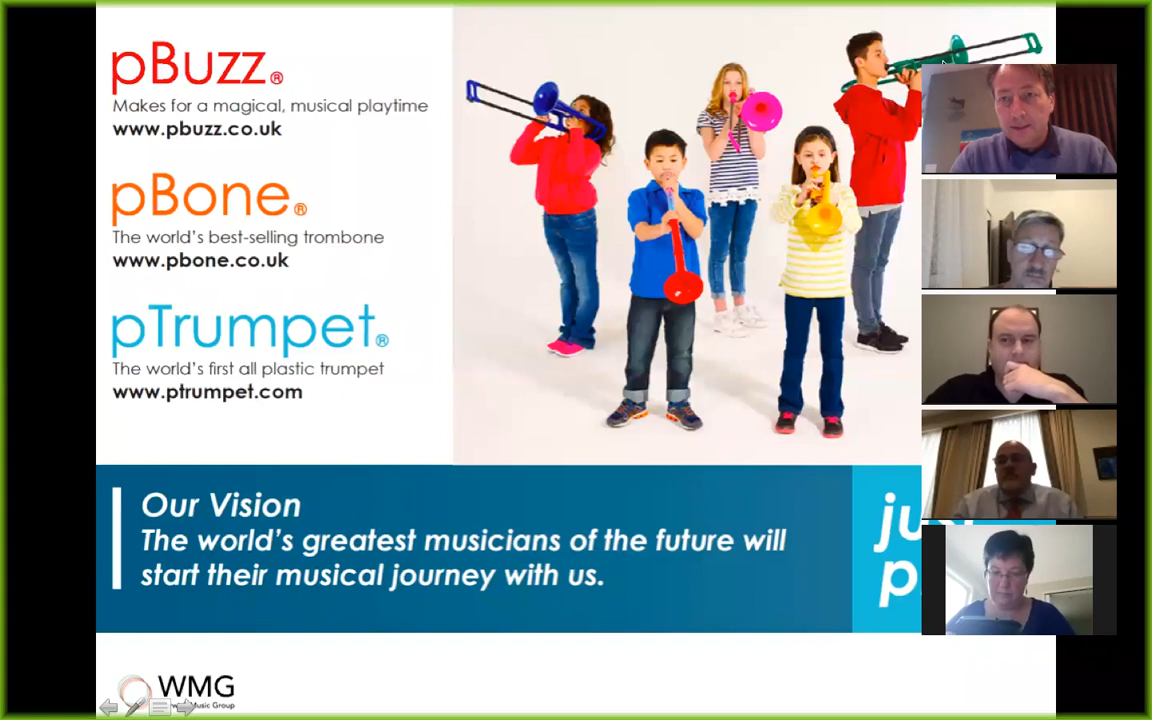 pBuzz®
Makes for a magical, musical playtime
www.pbuzz.co.uk
pBone®
The world's best-selling trombone
www.pbone.co.uk
pTrumpet®
The world's first all plastic trumpet
www.ptrumpet.com
Our Vision
The world's greatest musicians of the future will
start their musical journey with us.
WMG
Music Group